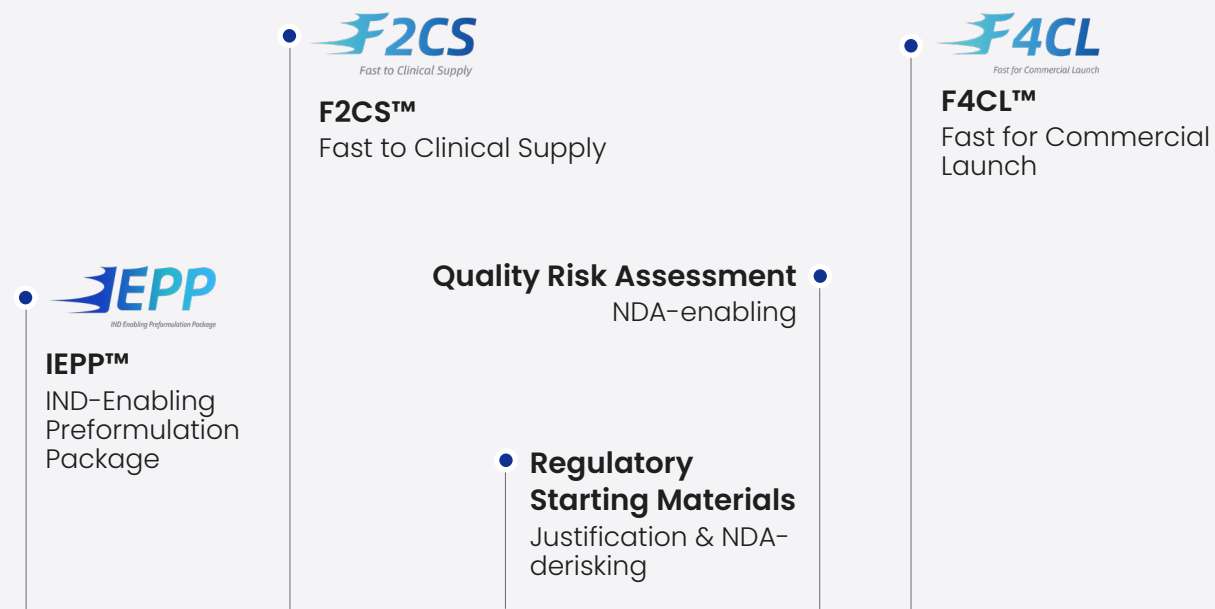 F2CS
Fast to Clinical Supply
F2CS™
Fast to Clinical Supply
F4CL
Fast for Commercial Launch
F4CL™
Fast for Commercial
Launch
IEPP
IND Enabling Preformulation Package
IEPP™
IND-Enabling
Preformulation
Package
Quality Risk Assessment
NDA-enabling
Regulatory
Starting Materials
Justification & NDA-
derisking